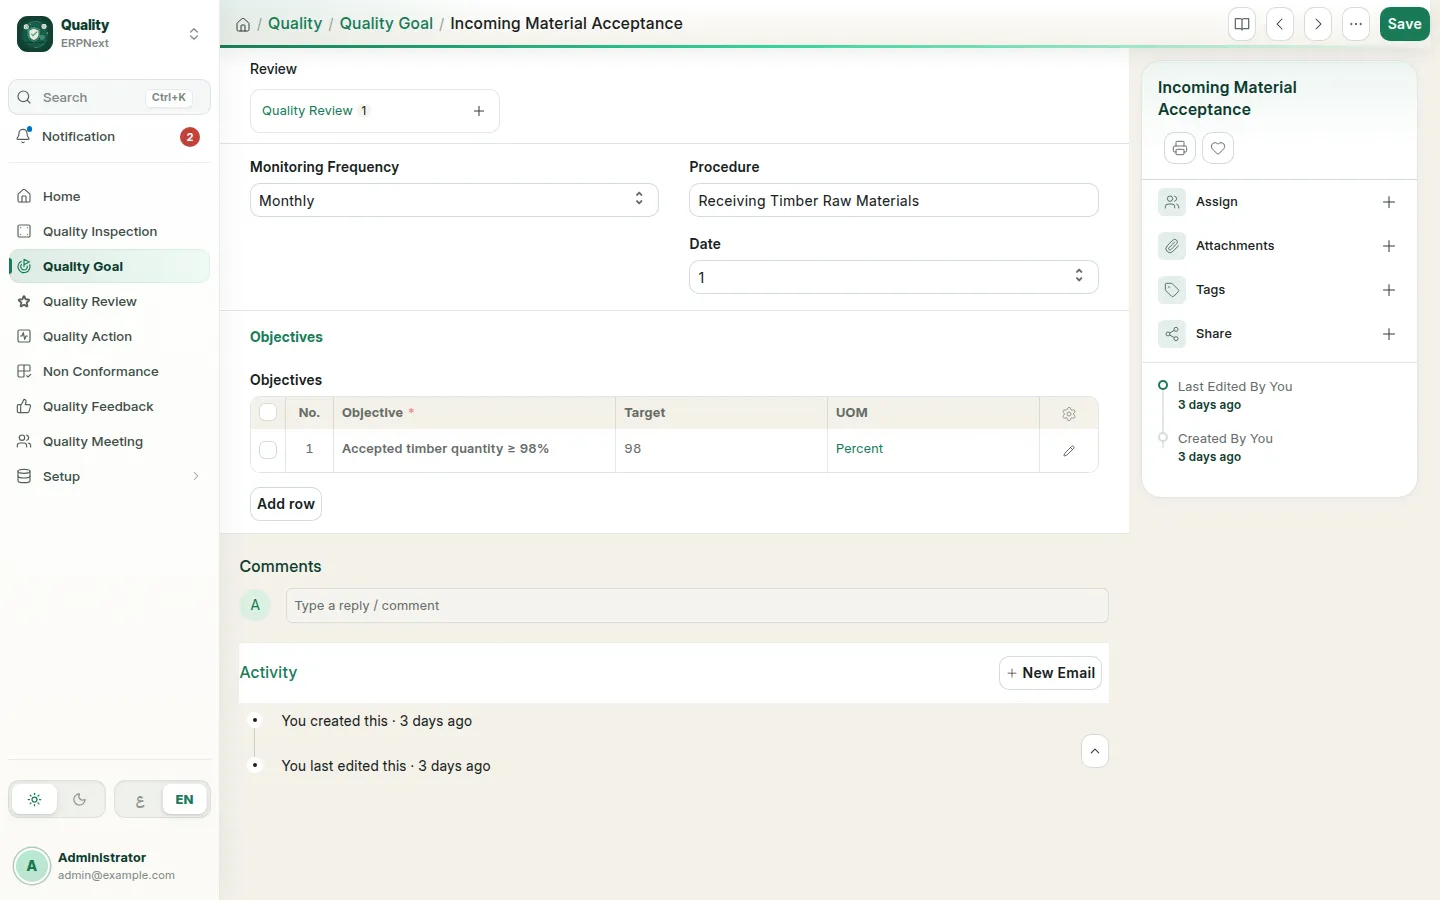 Quality
ERPNext
Search
Ctrl+K
Notification
2
Home
Quality Inspection
Quality Goal
Quality Review
Quality Action
Non Conformance
Quality Feedback
Quality Meeting
Setup
ع
EN
A
Administrator
admin@example.com
/ Quality / Quality Goal / Incoming Material Acceptance
Save
Review
Quality Review 1
Monitoring Frequency
Monthly
Procedure
Receiving Timber Raw Materials
Date
1
Objectives
Objectives
No. Objective * Target UOM
1 Accepted timber quantity ≥ 98% 98 Percent
Add row
Comments
A
Type a reply / comment
Activity
New Email
You created this · 3 days ago
You last edited this · 3 days ago
Incoming Material
Acceptance
Assign
Attachments
Tags
Share
Last Edited By You
3 days ago
Created By You
3 days ago